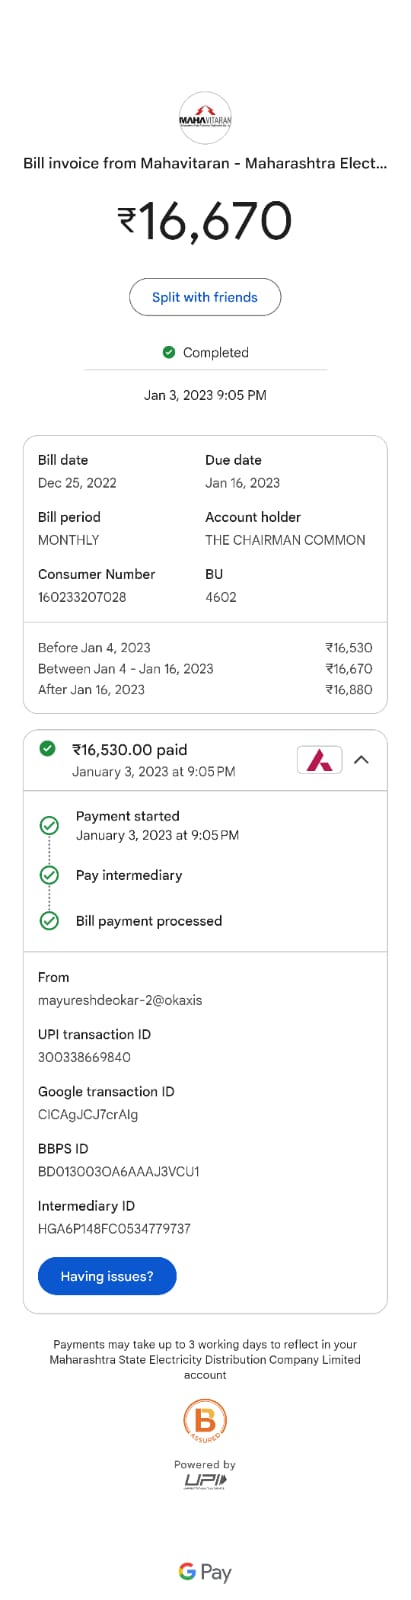 MAHAVITARAN
Bill invoice from Mahavitaran - Maharashtra Elect...
₹16,670
Split with friends
Completed
Jan 3, 2023 9:05 PM
Bill date
Due date
Dec 25, 2022
Jan 16, 2023
Bill period
Account holder
MONTHLY
THE CHAIRMAN COMMON
Consumer Number
BU
160233207028
4602
Before Jan 4, 2023 ₹16,530
Between Jan 4 - Jan 16, 2023 ₹16,670
After Jan 16, 2023 ₹16,880
₹16,530.00 paid
January 3, 2023 at 9:05 PM
Payment started
January 3, 2023 at 9:05 PM
Pay intermediary
Bill payment processed
From
mayureshdeokar-2@okaxis
UPI transaction ID
300338669840
Google transaction ID
CICAgJCJ7crAIg
BBPS ID
BD013003OA6AAAJ3VCU1
Intermediary ID
HGA6P148FC0534779737
Having issues?
Payments may take up to 3 working days to reflect in your
Maharashtra State Electricity Distribution Company Limited
account
B
ASSURED
Powered by
UPI
G Pay